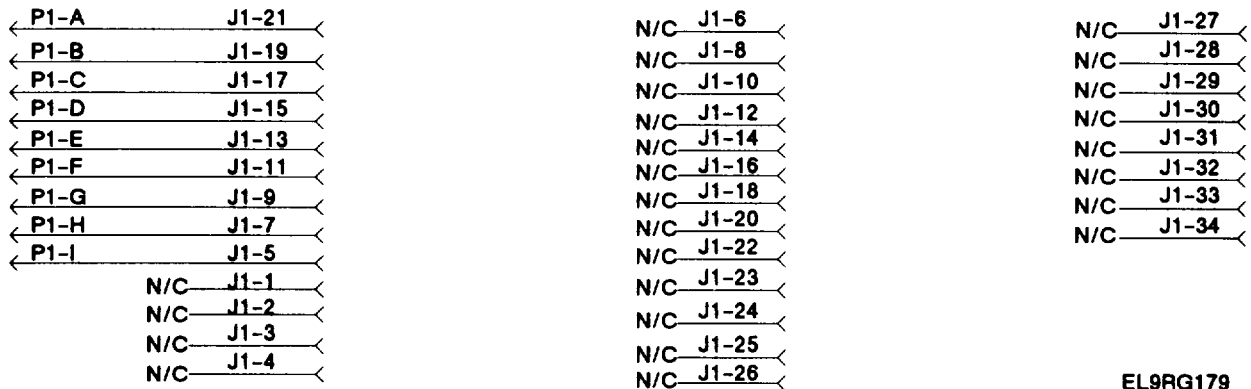 P1-A J1-21
P1-B J1-19
P1-C J1-17
P1-D J1-15
P1-E J1-13
P1-F J1-11
P1-G J1-9
P1-H J1-7
P1-I J1-5
N/C J1-1
N/C J1-2
N/C J1-3
N/C J1-4
N/C J1-6
N/C J1-8
N/C J1-10
N/C J1-12
N/C J1-14
N/C J1-16
N/C J1-18
N/C J1-20
N/C J1-22
N/C J1-23
N/C J1-24
N/C J1-25
N/C J1-26
N/C J1-27
N/C J1-28
N/C J1-29
N/C J1-30
N/C J1-31
N/C J1-32
N/C J1-33
N/C J1-34
EL9RG179